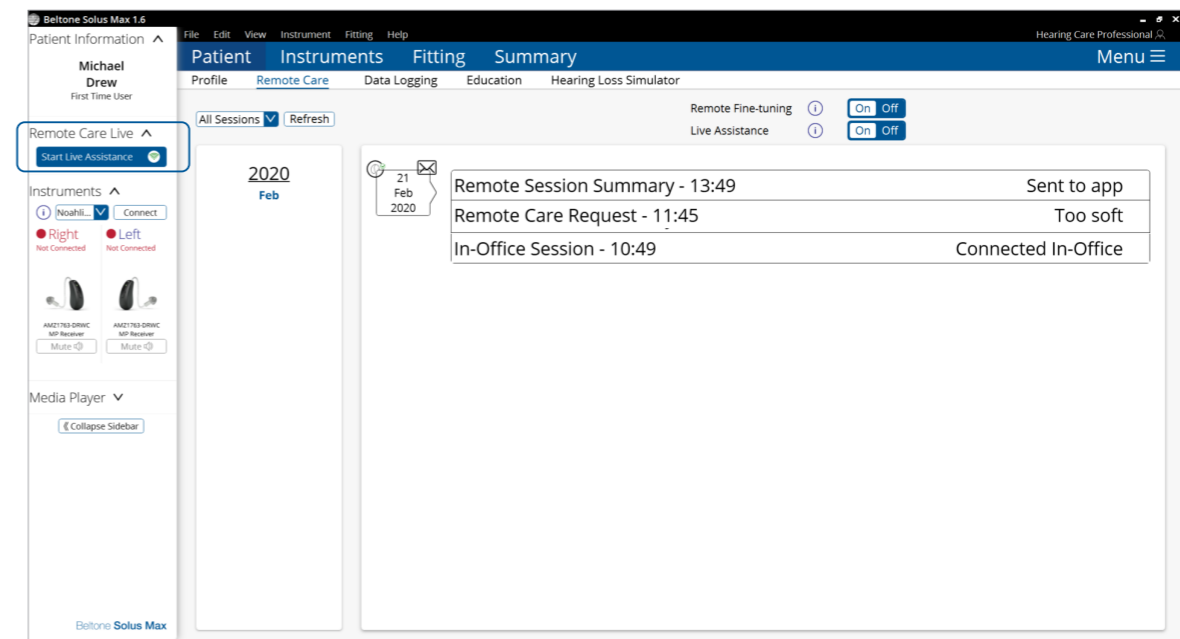 Beltone Solus Max 1.6
File Edit View Instrument Fitting Help
Hearing Care Professional
Patient Information
Michael
Drew
First Time User
Remote Care Live
Start Live Assistance
Instruments
Noahli... Connect
Right Left
Not Connected Not Connected
AMZ1763-DRWC AMZ1763-DRWC
MP Receiver MP Receiver
Mute Mute
Media Player
Collapse Sidebar
Beltone Solus Max
Patient Instruments Fitting Summary Menu
Profile Remote Care Data Logging Education Hearing Loss Simulator
All Sessions Refresh
Remote Fine-tuning i On Off
Live Assistance i On Off
2020
Feb
21
Feb
2020
Remote Session Summary - 13:49 Sent to app
Remote Care Request - 11:45 Too soft
In-Office Session - 10:49 Connected In-Office